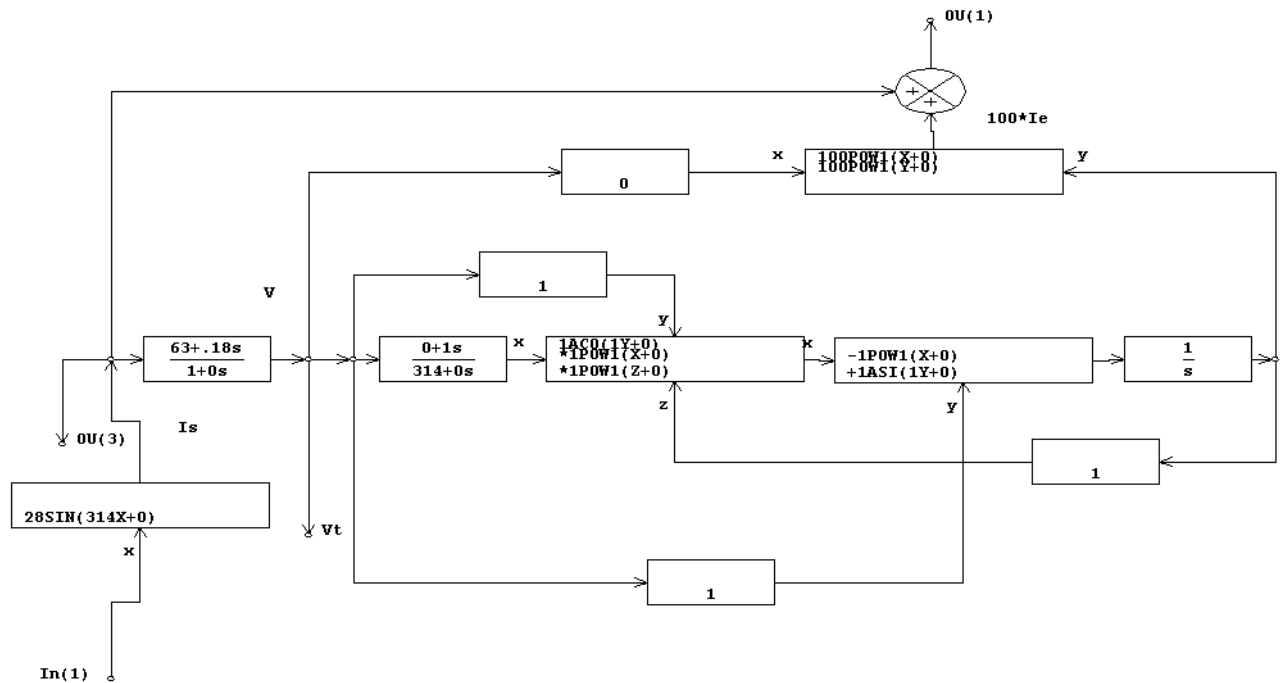 OU(1)
+
+
100*Ie
x
100POW1(X+0)
100POW1(Y+0)
y
0
1
V
y
63+.18s
1+0s
0+1s
314+0s
x
1ACO(1Y+0)
*1POW1(X+0)
*1POW1(Z+0)
x
-1POW1(X+0)
+1ASI(1Y+0)
1
s
z
y
OU(3)
Is
1
28SIN(314X+0)
Vt
x
1
In(1)